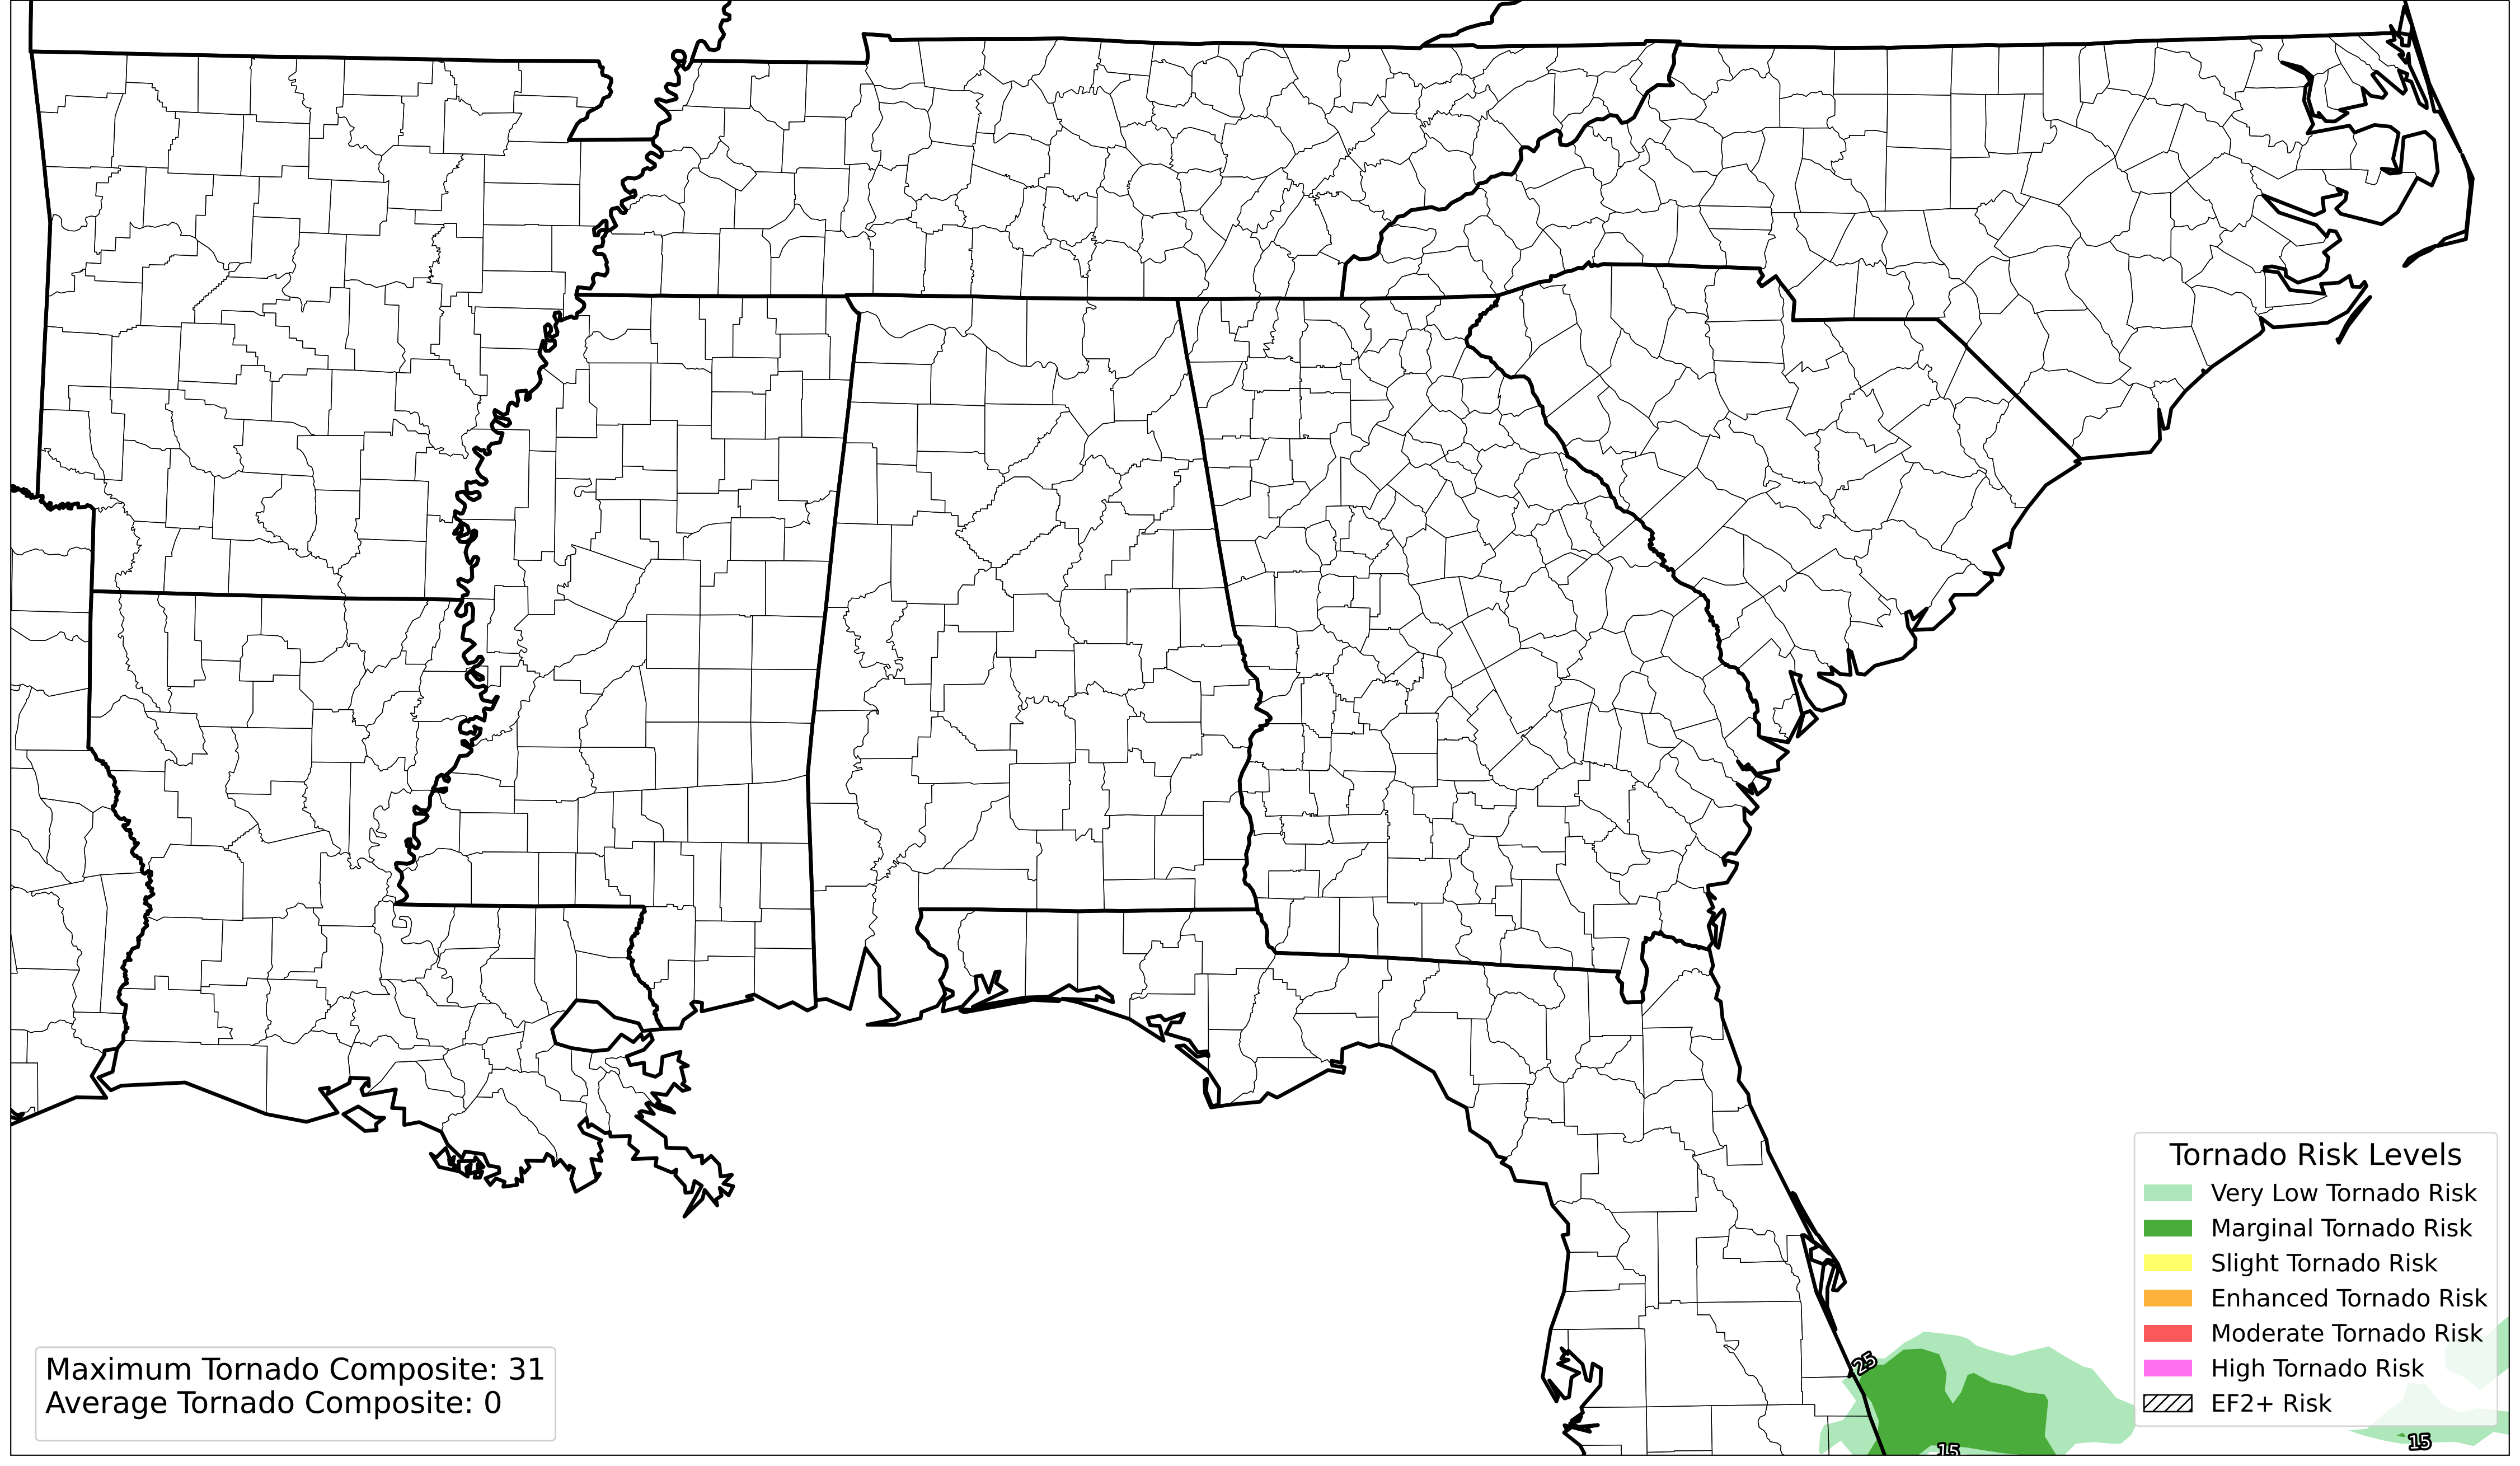 Tornado Risk Levels
Very Low Tornado Risk
Marginal Tornado Risk
Slight Tornado Risk
Enhanced Tornado Risk
Moderate Tornado Risk
High Tornado Risk
EF2+ Risk
Maximum Tornado Composite: 31
Average Tornado Composite: 0
25
15
15